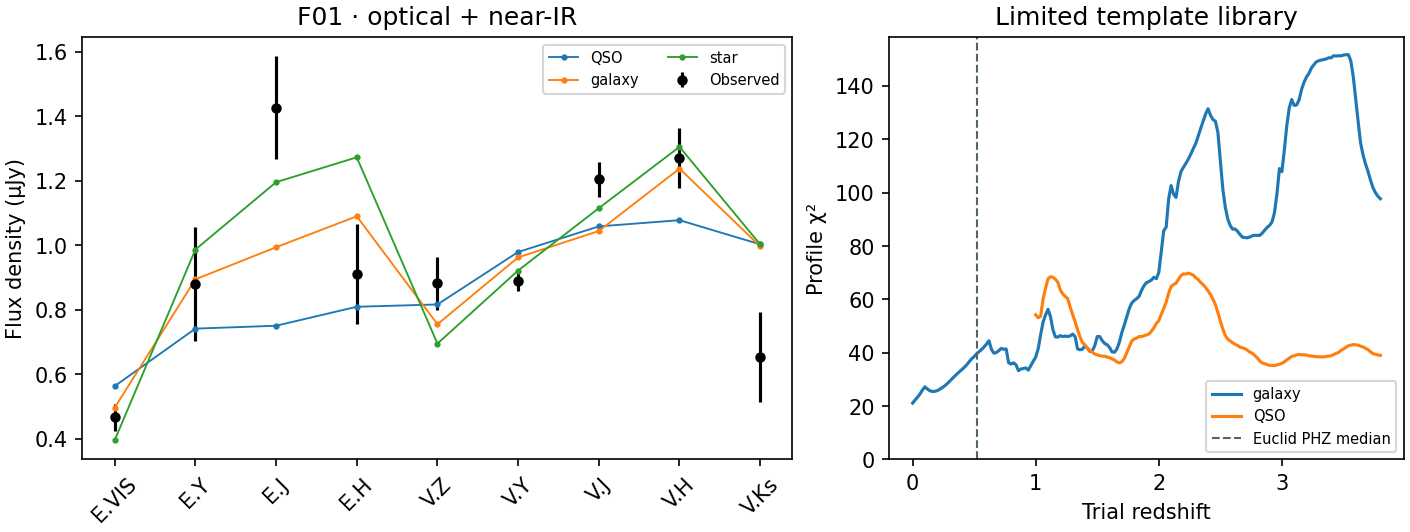 F01 · optical + near-IR
Flux density (μJy)
1.6
1.4
1.2
1.0
0.8
0.6
0.4
QSO
galaxy
star
Observed
E.VIS
E.Y
E.J
E.H
V.Z
V.Y
V.J
V.H
V.Ks
Limited template library
Profile χ²
140
120
100
80
60
40
20
0
galaxy
QSO
Euclid PHZ median
0
1
2
3
Trial redshift